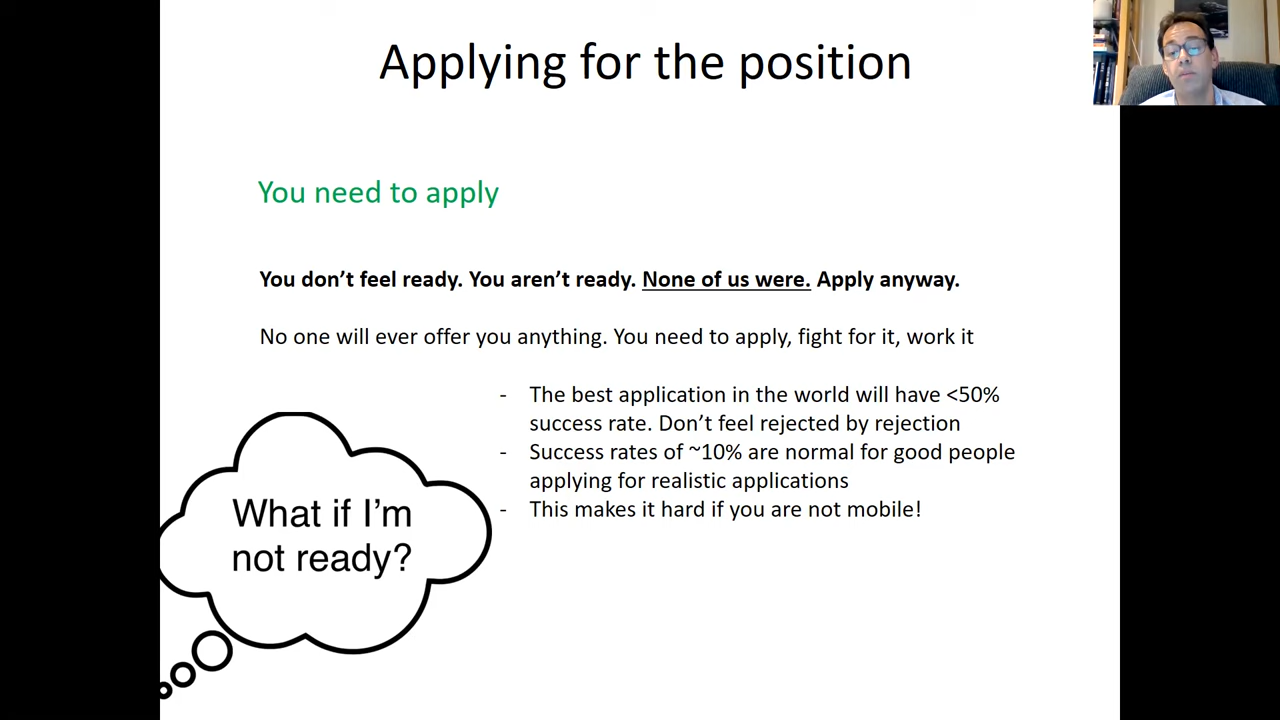 Applying for the position
You need to apply
You don’t feel ready. You aren’t ready. None of us were. Apply anyway.
No one will ever offer you anything. You need to apply, fight for it, work it
- The best application in the world will have <50%
success rate. Don’t feel rejected by rejection
- Success rates of ~10% are normal for good people
applying for realistic applications
- This makes it hard if you are not mobile!
What if I’m
not ready?